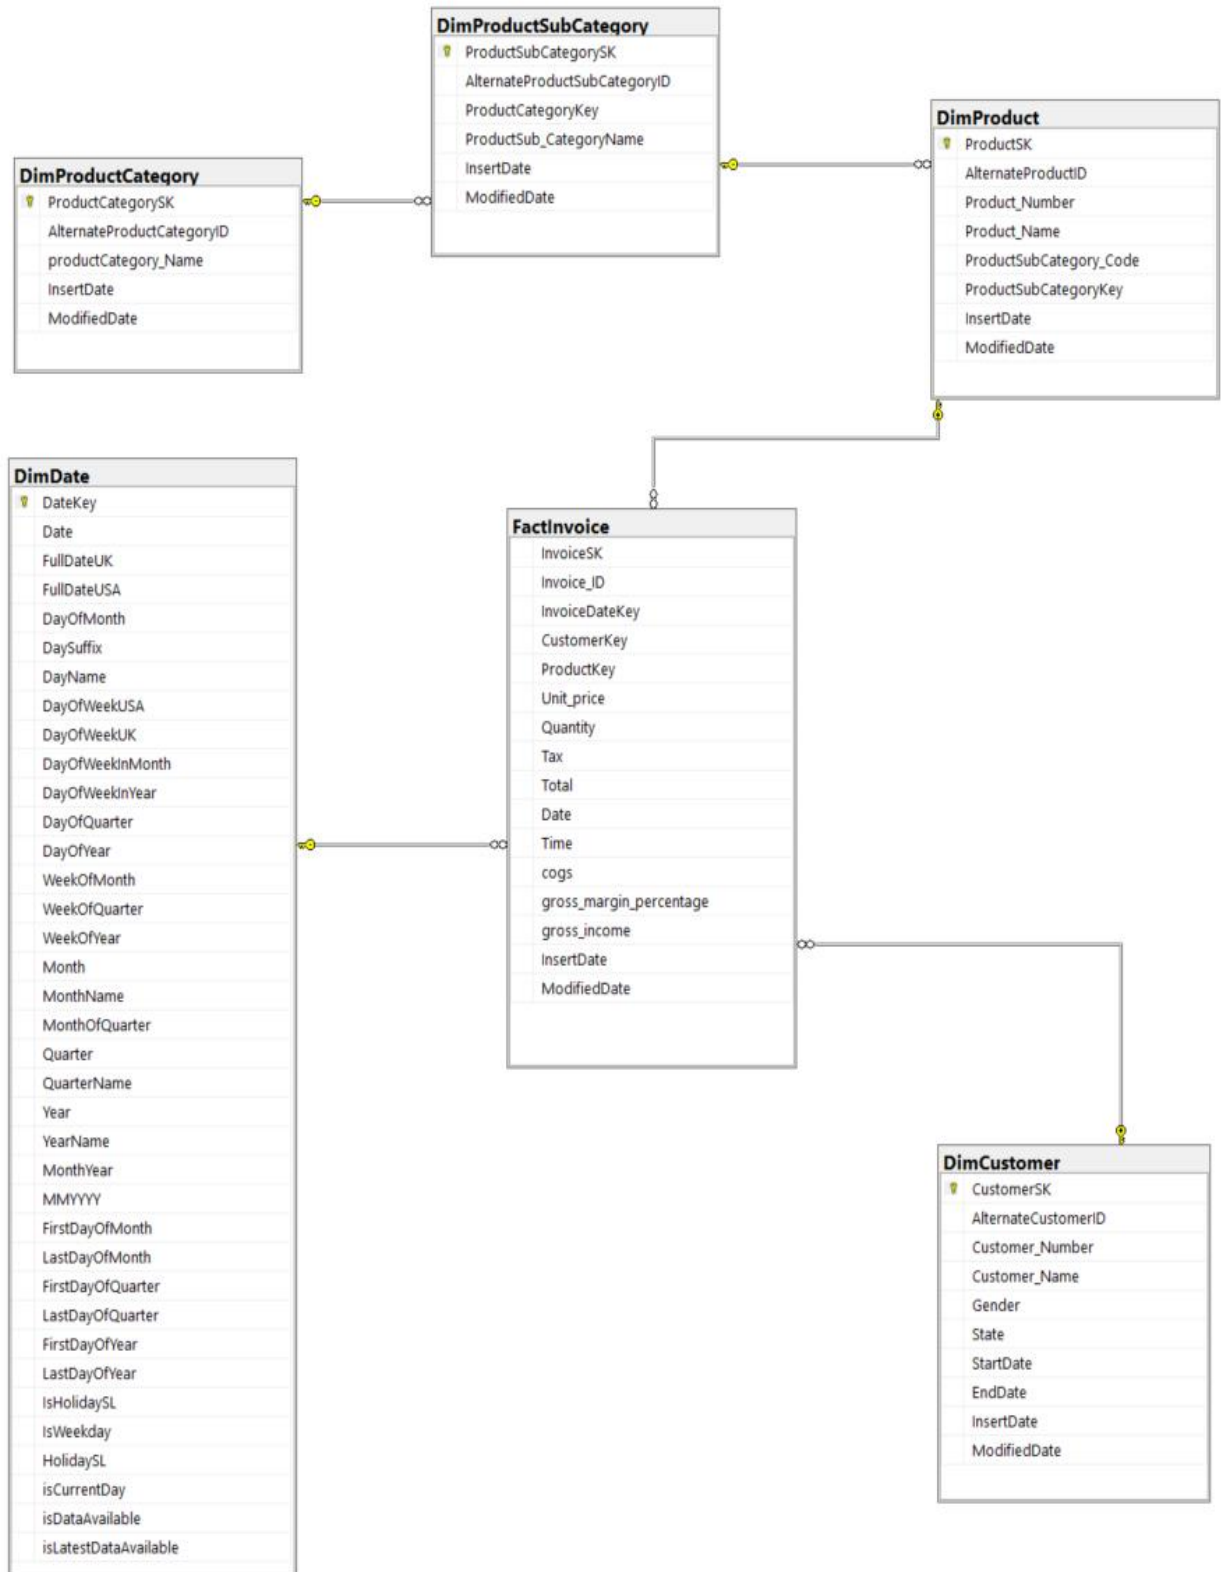 DimProductSubCategory
ProductSubCategorySK
AlternateProductSubCategoryID
ProductCategoryKey
ProductSub_CategoryName
InsertDate
ModifiedDate
DimProduct
ProductSK
AlternateProductID
Product_Number
Product_Name
ProductSubCategory_Code
ProductSubCategoryKey
InsertDate
ModifiedDate
DimProductCategory
ProductCategorySK
AlternateProductCategoryID
productCategory_Name
InsertDate
ModifiedDate
DimDate
DateKey
Date
FullDateUK
FullDateUSA
DayOfMonth
DaySuffix
DayName
DayOfWeekUSA
DayOfWeekUK
DayOfWeekInMonth
DayOfWeekInYear
DayOfQuarter
DayOfYear
WeekOfMonth
WeekOfQuarter
WeekOfYear
Month
MonthName
MonthOfQuarter
Quarter
QuarterName
Year
YearName
MonthYear
MMYYYY
FirstDayOfMonth
LastDayOfMonth
FirstDayOfQuarter
LastDayOfQuarter
FirstDayOfYear
LastDayOfYear
IsHolidaySL
IsWeekday
HolidaySL
isCurrentDay
isDataAvailable
isLatestDataAvailable
FactInvoice
InvoiceSK
Invoice_ID
InvoiceDateKey
CustomerKey
ProductKey
Unit_price
Quantity
Tax
Total
Date
Time
cogs
gross_margin_percentage
gross_income
InsertDate
ModifiedDate
DimCustomer
CustomerSK
AlternateCustomerID
Customer_Number
Customer_Name
Gender
State
StartDate
EndDate
InsertDate
ModifiedDate